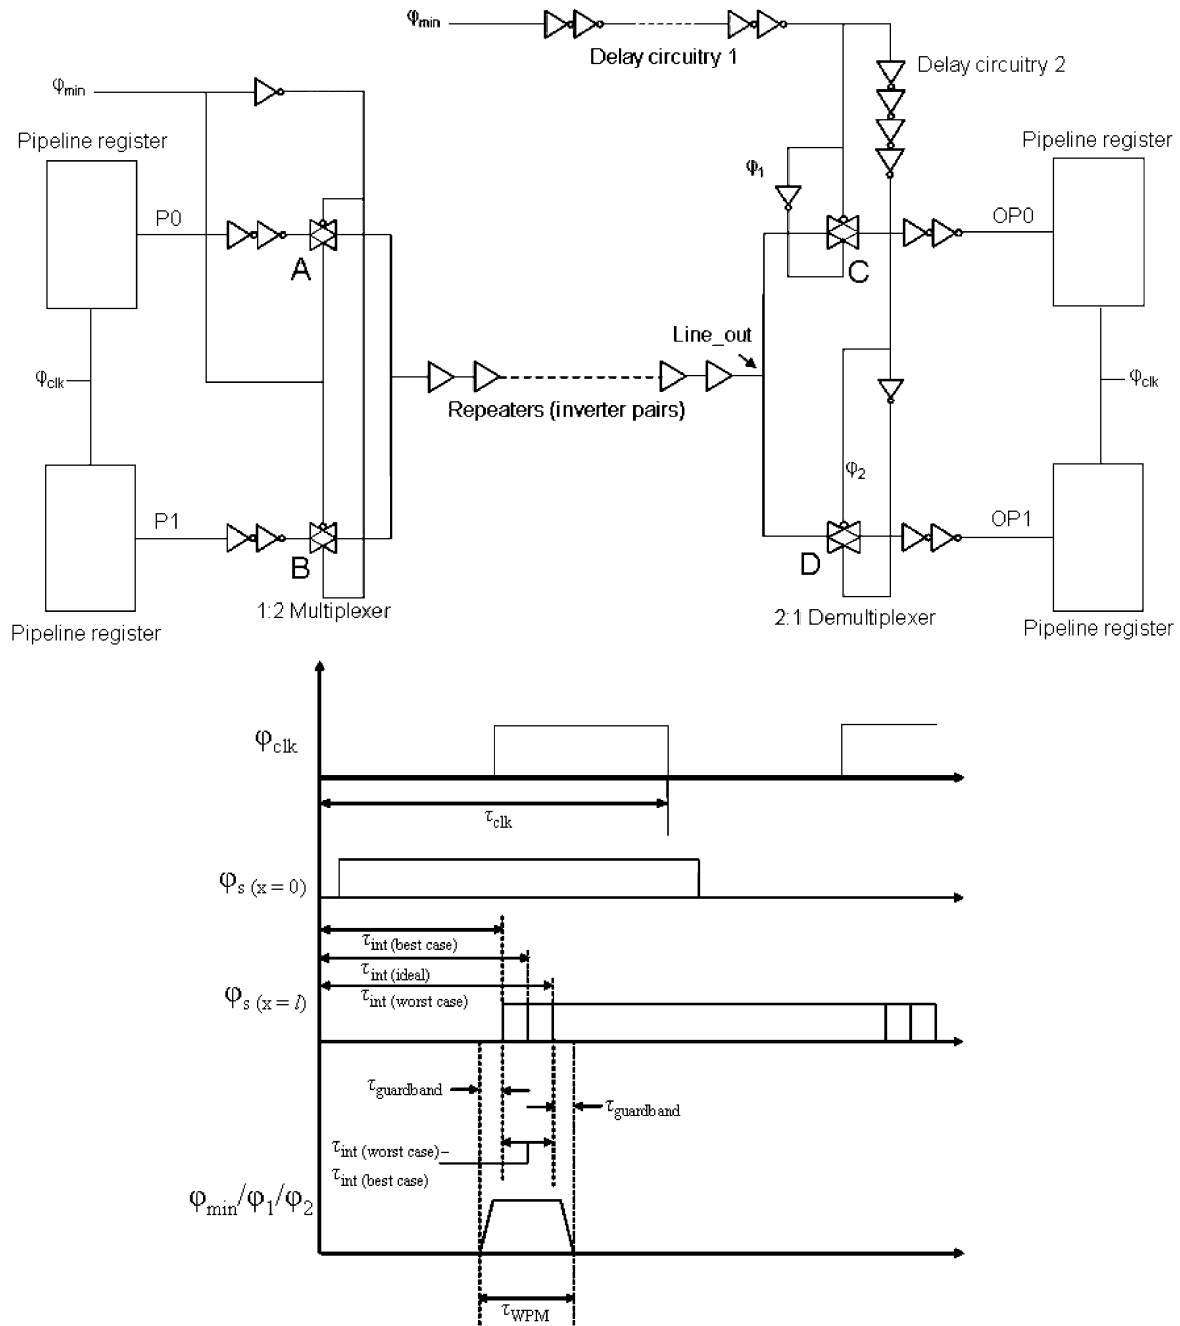 φmin
Delay circuitry 1
Delay circuitry 2
φmin
Pipeline register
Pipeline register
φ1
P0
OP0
A
C
Line_out
φclk
φclk
Repeaters (inverter pairs)
φ2
P1
OP1
B
D
1:2 Multiplexer
2:1 Demultiplexer
Pipeline register
Pipeline register
φclk
τclk
φs (x = 0)
τint (best case)
τint (ideal)
τint (worst case)
φs (x = l)
τguardband
τguardband
τint (worst case) –
τint (best case)
φmin/φ1/φ2
τWPM